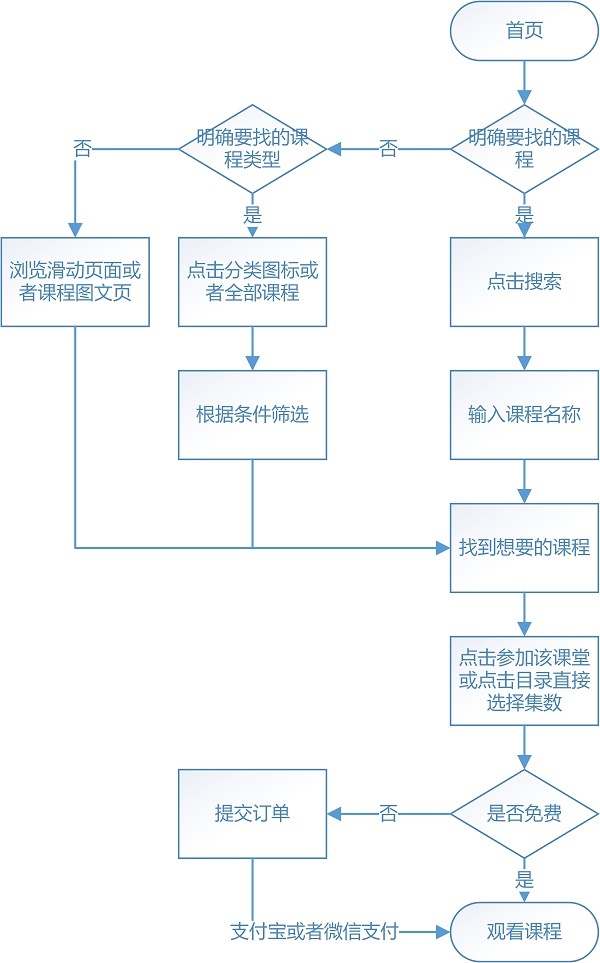 首页
明确要找的课
程类型
明确要找的课
程
否
否
是
是
浏览滑动页面或
者课程图文页
点击分类图标或
者全部课程
点击搜索
根据条件筛选
输入课程名称
找到想要的课程
点击参加该课堂
或点击目录直接
选择集数
提交订单
否
是否免费
是
支付宝或者微信支付
观看课程